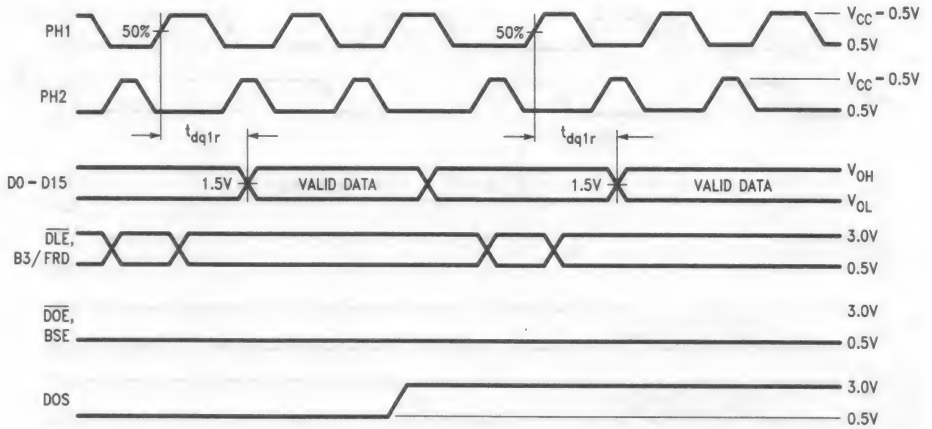 PH1 50% 50% VCC – 0.5V
0.5V
PH2 VCC – 0.5V
0.5V
tdq1r tdq1r
D0 – D15 1.5V VALID DATA 1.5V VALID DATA VOH
VOL
DLE, 3.0V
B3/FRD 0.5V
DOE, 3.0V
BSE 0.5V
DOS 3.0V
0.5V